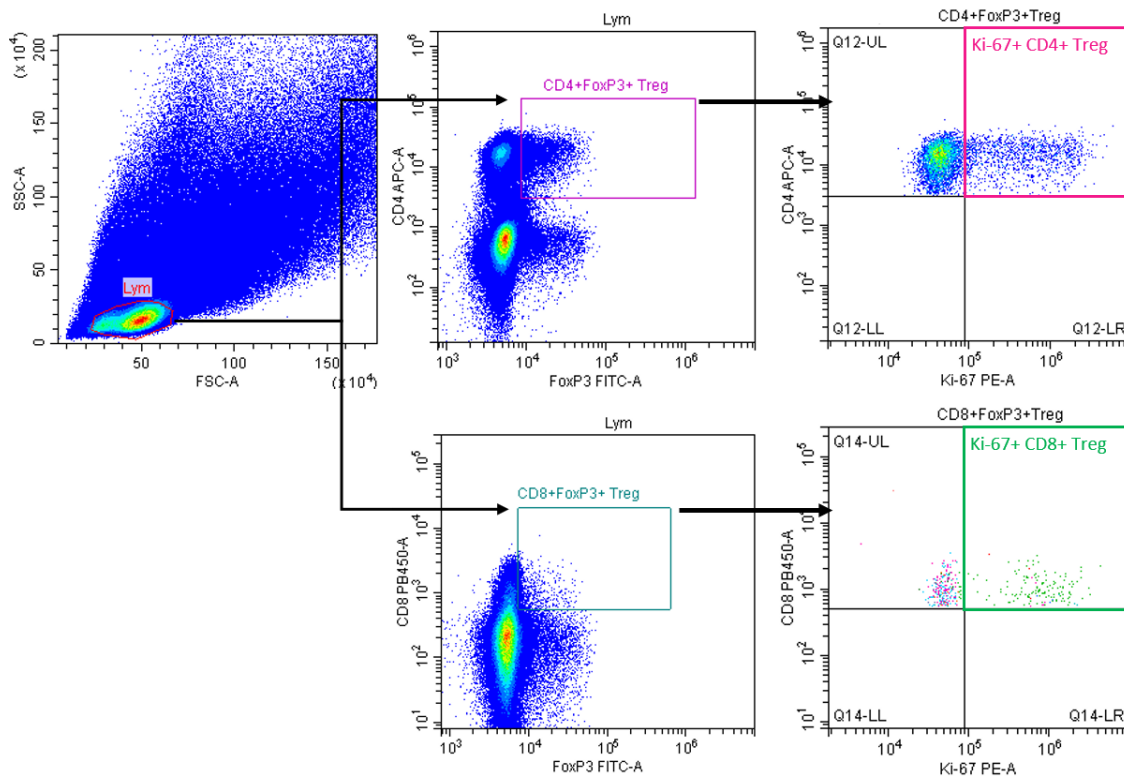 (x 10⁴)
200
150
100
50
0
SSC-A
Lym
50
100
150
(x 10⁴)
FSC-A
Lym
CD4+FoxP3+ Treg
10⁶
10⁵
10⁴
10³
10²
CD4 APC-A
10³
10⁴
10⁵
10⁶
FoxP3 FITC-A
CD4+FoxP3+Treg
Q12-UL
Ki-67+ CD4+ Treg
10⁶
10⁵
10⁴
10³
10²
CD4 APC-A
Q12-LL
Q12-LR
10⁴
10⁵
10⁶
Ki-67 PE-A
Lym
CD8+FoxP3+ Treg
10⁵
10⁴
10³
10²
10¹
CD8 PB450-A
10³
10⁴
10⁵
10⁶
FoxP3 FITC-A
CD8+FoxP3+Treg
Q14-UL
Ki-67+ CD8+ Treg
10⁵
10⁴
10³
10²
10¹
CD8 PB450-A
Q14-LL
Q14-LR
10⁴
10⁵
10⁶
Ki-67 PE-A